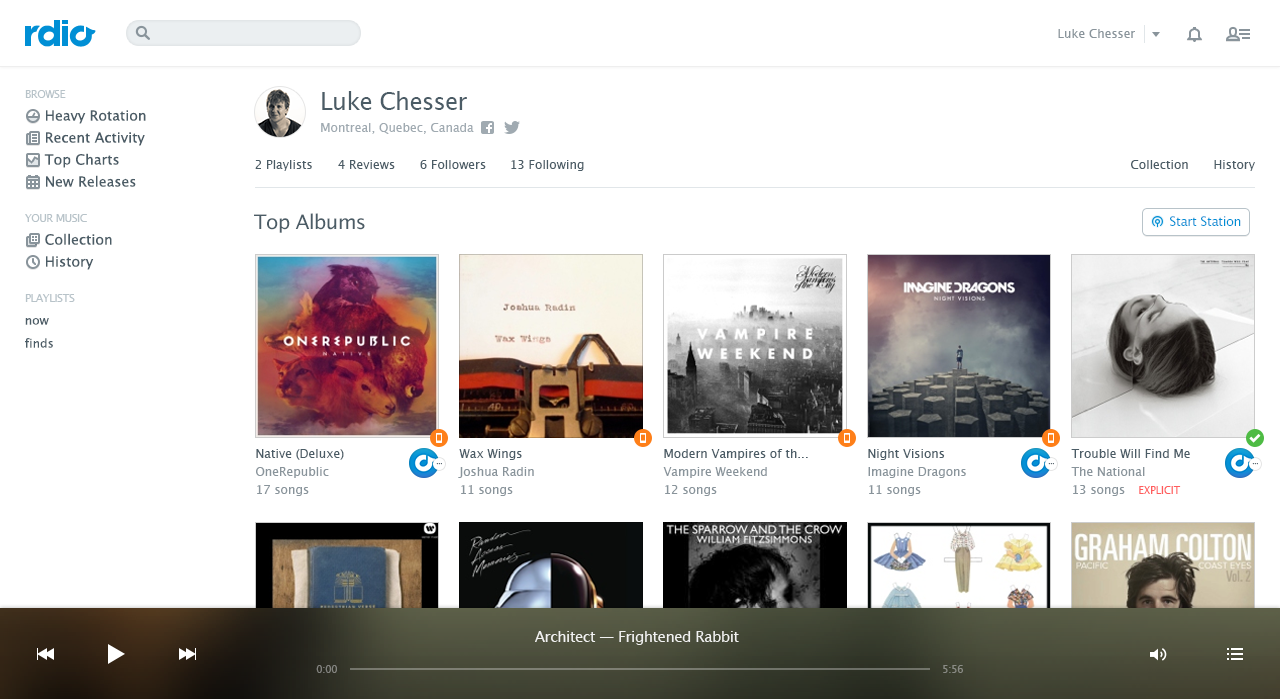 rdio
Luke Chesser
BROWSE
Heavy Rotation
Recent Activity
Top Charts
New Releases
YOUR MUSIC
Collection
History
PLAYLISTS
now
finds
Luke Chesser
Montreal, Quebec, Canada
2 Playlists 4 Reviews 6 Followers 13 Following Collection History
Top Albums
Start Station
ONEREPUBLIC
NATIVE
Joshua Radin
Wax Wings
Modern
Vampires
of the City
VAMPIRE
WEEKEND
IMAGINE DRAGONS
NIGHT VISIONS
Native (Deluxe)
OneRepublic
17 songs
Wax Wings
Joshua Radin
11 songs
Modern Vampires of th...
Vampire Weekend
12 songs
Night Visions
Imagine Dragons
11 songs
Trouble Will Find Me
The National
13 songs EXPLICIT
Random
Access
Memories
THE SPARROW AND THE CROW
WILLIAM FITZSIMMONS
GRAHAM COLTON
PACIFIC COAST EYES
Vol. 2
Architect — Frightened Rabbit
0:00 5:56